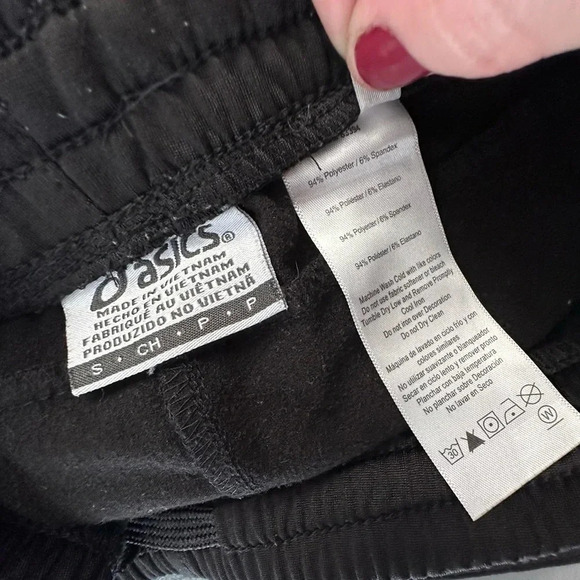 asics®
MADE IN VIETNAM
HECHO EN VIETNAM
FABRIQUÉ AU VIÊTNAM
PRODUZIDO NO VIETNÃ
S • CH • P • P
94% Polyester / 6% Spandex
94% Poliéster / 6% Elastano
94% Polyester / 6% Spandex
94% Poliéster / 6% Elastano
Machine Wash Cold with like colors
Do not use fabric softener or bleach
Tumble Dry Low and Remove Promptly
Cool Iron
Do not iron over Decoration
Do not Dry Clean
Máquina de lavado en ciclo frío y con
colores similares
No utilizar suavizante o blanqueador
Secar en ciclo lento y remover pronto
Planchar con baja temperatura
No planchar sobre Decoración
No lavar en Seco
30
W